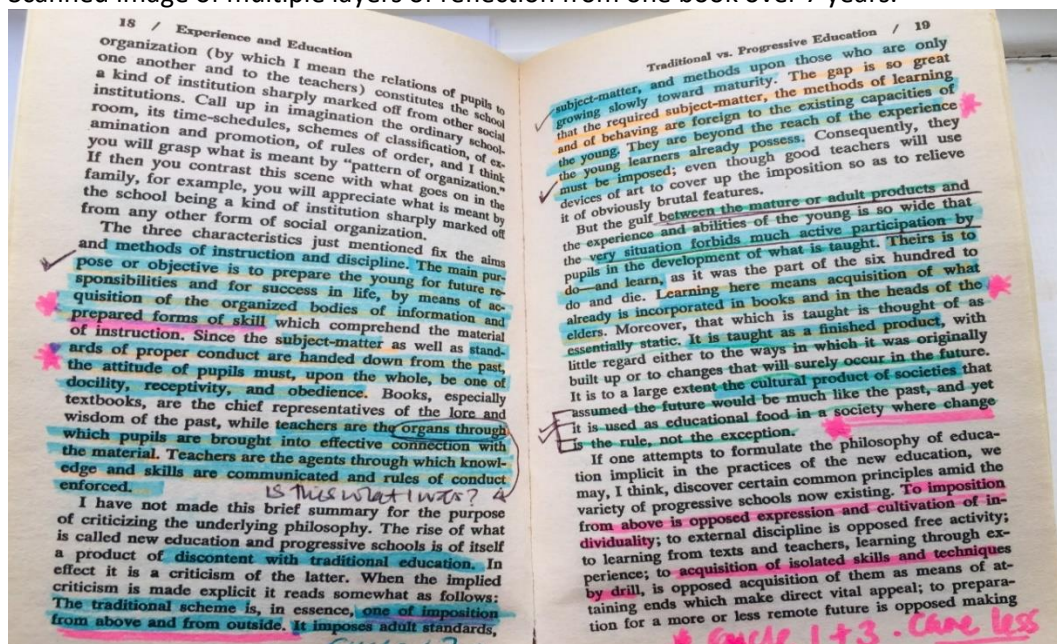 Scanned image of multiple layers of reflection from one book over 7 years.
18 / Experience and Education
organization (by which I mean the relations of pupils to
one another and to the teachers) constitutes the school
a kind of institution sharply marked off from other social
institutions. Call up in imagination the ordinary school-
room, its time-schedules, schemes of classification, of ex-
amination and promotion, of rules of order, and I think
you will grasp what is meant by "pattern of organization."
If then you contrast this scene with what goes on in the
family, for example, you will appreciate what is meant by
the school being a kind of institution sharply marked off
from any other form of social organization.
The three characteristics just mentioned fix the aims
and methods of instruction and discipline. The main pur-
pose or objective is to prepare the young for future re-
sponsibilities and for success in life, by means of ac-
quisition of the organized bodies of information and
prepared forms of skill which comprehend the material
of instruction. Since the subject-matter as well as stand-
ards of proper conduct are handed down from the past,
the attitude of pupils must, upon the whole, be one of
docility, receptivity, and obedience. Books, especially
textbooks, are the chief representatives of the lore and
wisdom of the past, while teachers are the organs through
which pupils are brought into effective connection with
the material. Teachers are the agents through which knowl-
edge and skills are communicated and rules of conduct
enforced.
Is this what I was?
I have not made this brief summary for the purpose
of criticizing the underlying philosophy. The rise of what
is called new education and progressive schools is of itself
a product of discontent with traditional education. In
effect it is a criticism of the latter. When the implied
criticism is made explicit it reads somewhat as follows:
The traditional scheme is, in essence, one of imposition
from above and from outside. It imposes adult standards,
Traditional vs. Progressive Education / 19
subject-matter, and methods upon those who are only
growing slowly toward maturity. The gap is so great
that the required subject-matter, the methods of learning
and of behaving are foreign to the existing capacities of
the young. They are beyond the reach of the experience
the young learners already possess. Consequently, they
must be imposed; even though good teachers will use
devices of art to cover up the imposition so as to relieve
it of obviously brutal features.
But the gulf between the mature or adult products and
the experience and abilities of the young is so wide that
the very situation forbids much active participation by
pupils in the development of what is taught. Theirs is to
do—and learn, as it was the part of the six hundred to
do and die. Learning here means acquisition of what
already is incorporated in books and in the heads of the
elders. Moreover, that which is taught is thought of as
essentially static. It is taught as a finished product, with
little regard either to the ways in which it was originally
built up or to changes that will surely occur in the future.
It is to a large extent the cultural product of societies that
assumed the future would be much like the past, and yet
it is used as educational food in a society where change
is the rule, not the exception.
If one attempts to formulate the philosophy of educa-
tion implicit in the practices of the new education, we
may, I think, discover certain common principles amid the
variety of progressive schools now existing. To imposition
from above is opposed expression and cultivation of in-
dividuality; to external discipline is opposed free activity;
to learning from texts and teachers, learning through ex-
perience; to acquisition of isolated skills and techniques
by drill, is opposed acquisition of them as means of at-
taining ends which make direct vital appeal; to prepara-
tion for a more or less remote future is opposed making
1+3. care less